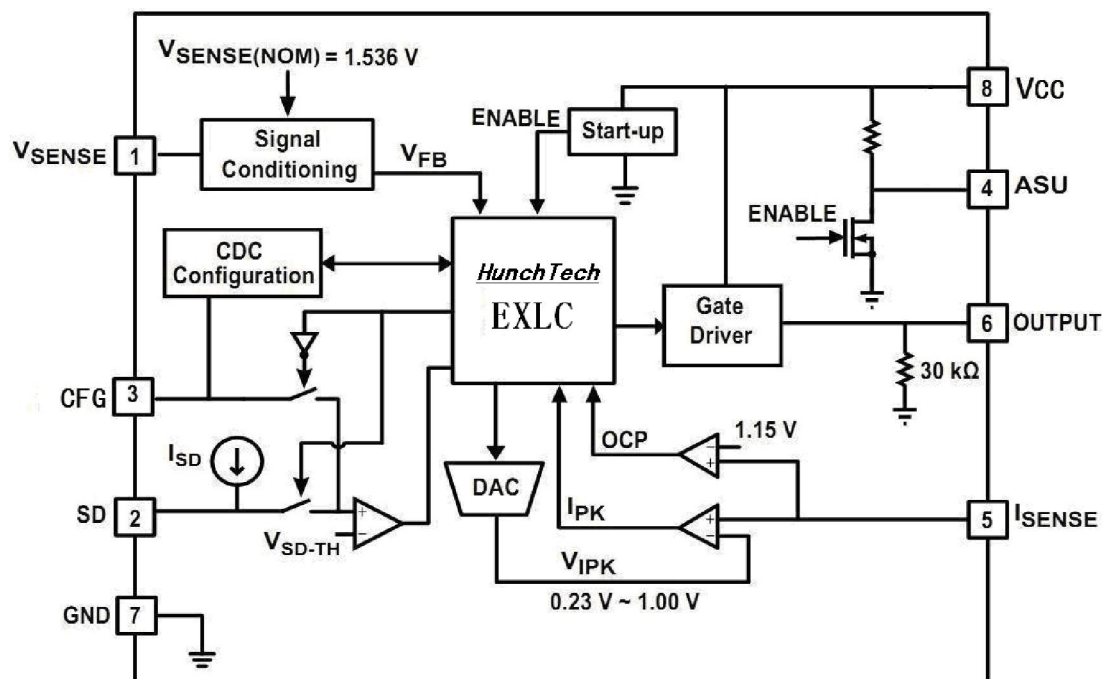 VSENSE(NOM) = 1.536 V
VSENSE
1
Signal
Conditioning
VFB
ENABLE
Start-up
8
VCC
4
ASU
ENABLE
CDC
Configuration
HunchTech
EXLC
Gate
Driver
6
OUTPUT
30 kΩ
CFG
3
ISD
SD
2
+
−
VSD-TH
DAC
OCP
−
+
1.15 V
IPK
+
−
5
ISENSE
VIPK
0.23 V ~ 1.00 V
GND
7